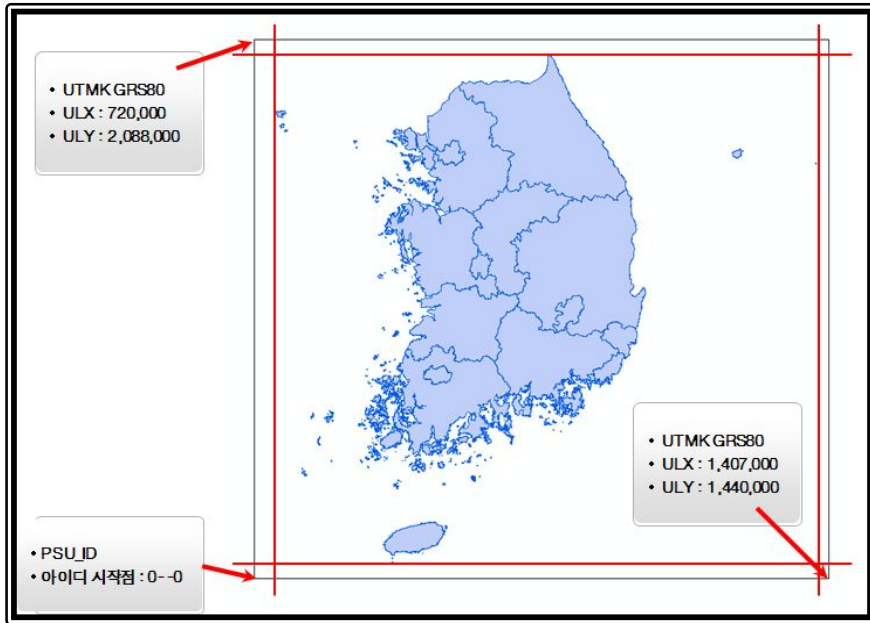 • UTMK GRS80
• ULX : 720,000
• ULY : 2,088,000
• UTMK GRS80
• ULX : 1,407,000
• ULY : 1,440,000
• PSU_ID
• 아이디 시작점 : 0--0